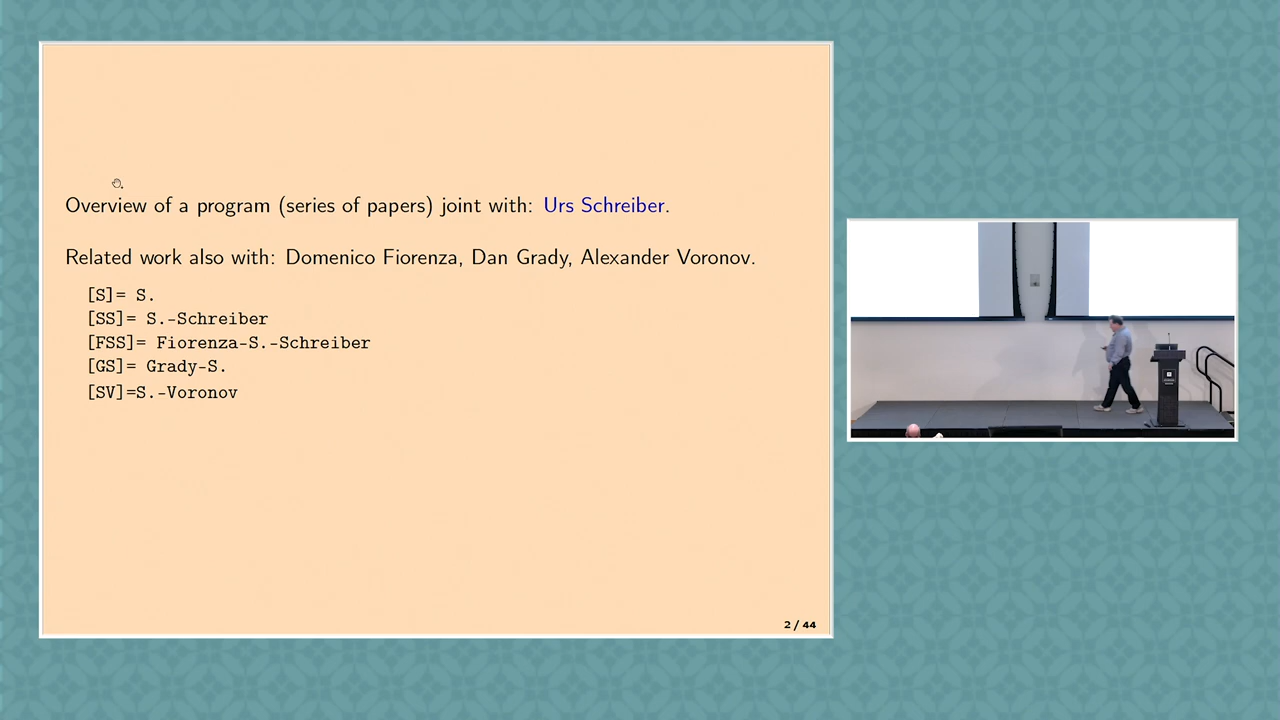 Overview of a program (series of papers) joint with: Urs Schreiber.
Related work also with: Domenico Fiorenza, Dan Grady, Alexander Voronov.
[S]= S.
[SS]= S.-Schreiber
[FSS]= Fiorenza-S.-Schreiber
[GS]= Grady-S.
[SV]=S.-Voronov
2 / 44